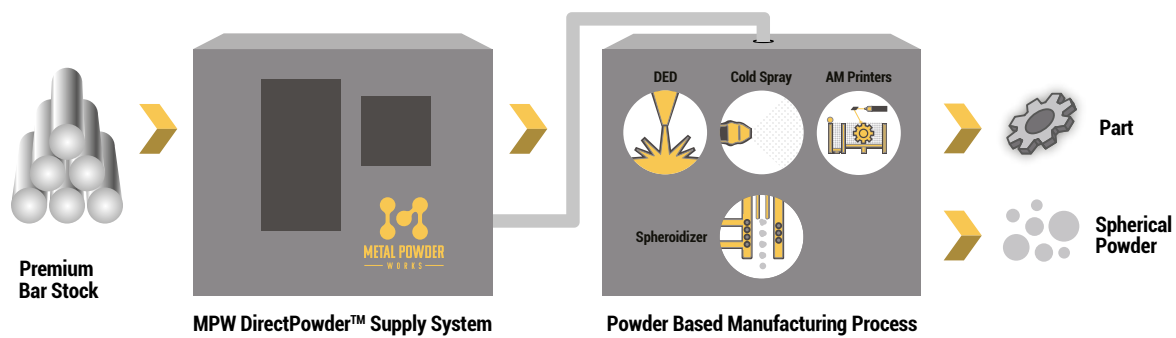 Premium
Bar Stock
METAL POWDER
WORKS
MPW DirectPowder™ Supply System
DED
Cold Spray
AM Printers
Spheroidizer
Powder Based Manufacturing Process
Part
Spherical
Powder